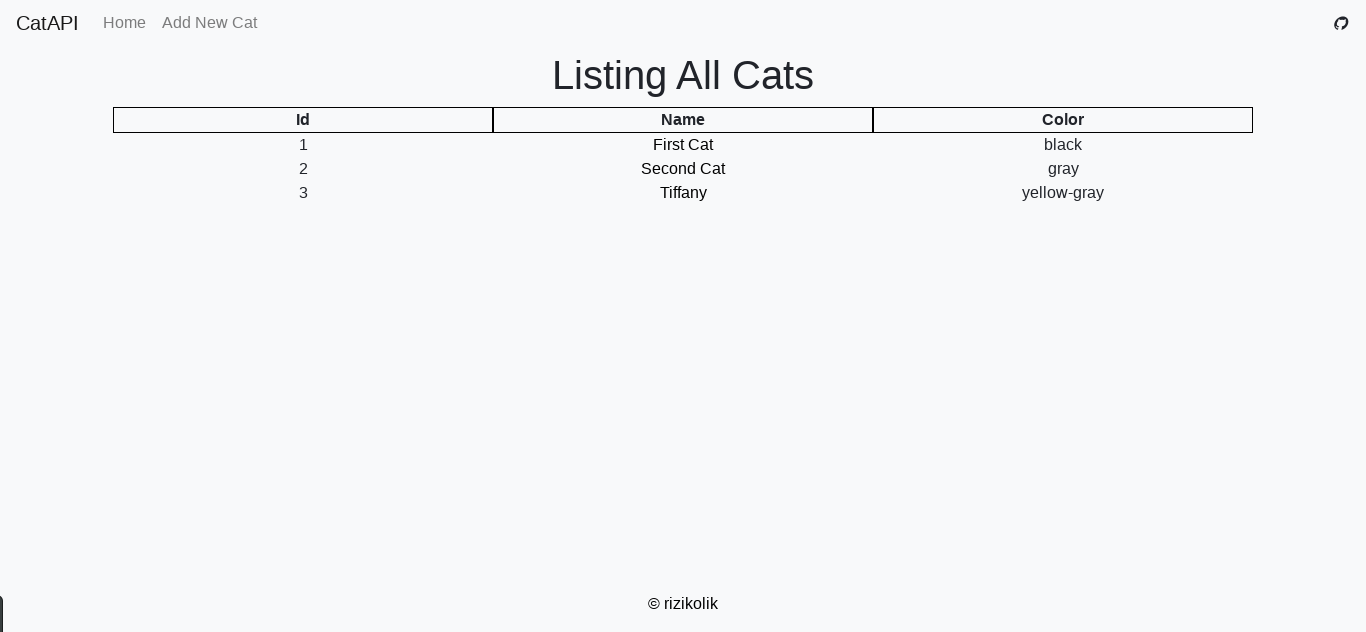 CatAPI Home Add New Cat
Listing All Cats
Id Name Color
1 First Cat black
2 Second Cat gray
3 Tiffany yellow-gray
© rizikolik